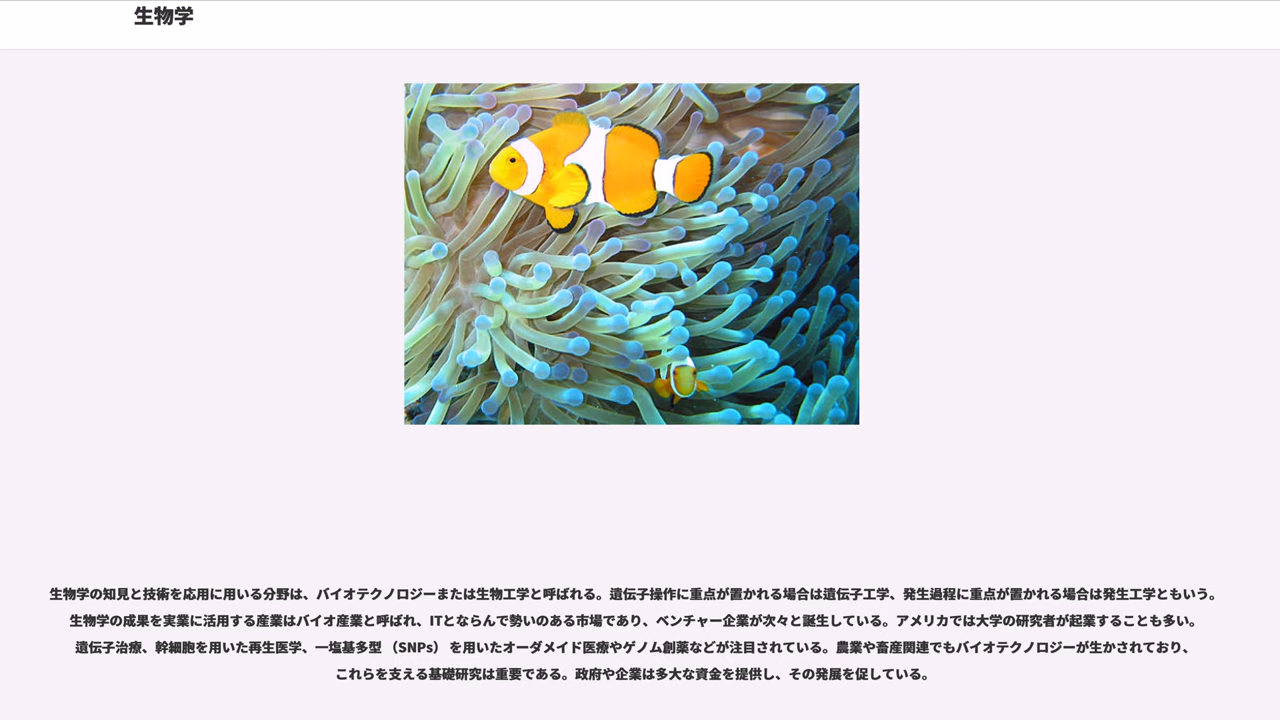 生物学
生物学の知見と技術を応用に用いる分野は、バイオテクノロジーまたは生物工学と呼ばれる。遺伝子操作に重点が置かれる場合は遺伝子工学、発生過程に重点が置かれる場合は発生工学ともいう。
生物学の成果を実業に活用する産業はバイオ産業と呼ばれ、ITとならんで勢いのある市場であり、ベンチャー企業が次々と誕生している。アメリカでは大学の研究者が起業することも多い。
遺伝子治療、幹細胞を用いた再生医学、一塩基多型 （SNPs） を用いたオーダメイド医療やゲノム創薬などが注目されている。農業や畜産関連でもバイオテクノロジーが生かされており、
これらを支える基礎研究は重要である。政府や企業は多大な資金を提供し、その発展を促している。